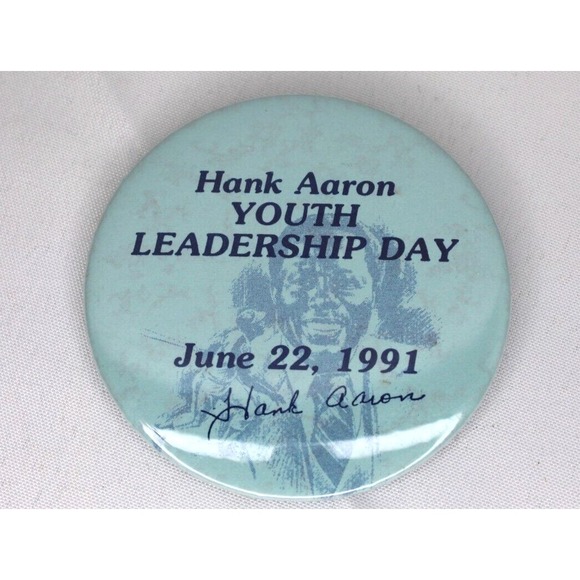 Hank Aaron
YOUTH
LEADERSHIP DAY
June 22, 1991
Hank Aaron